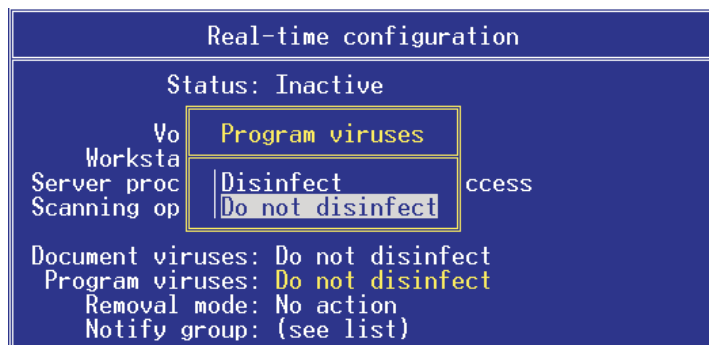 Real-time configuration
Status: Inactive
Vo
Program viruses
Worksta
Server proc
Disinfect
ccess
Scanning op
Do not disinfect
Document viruses: Do not disinfect
Program viruses: Do not disinfect
Removal mode: No action
Notify group: (see list)